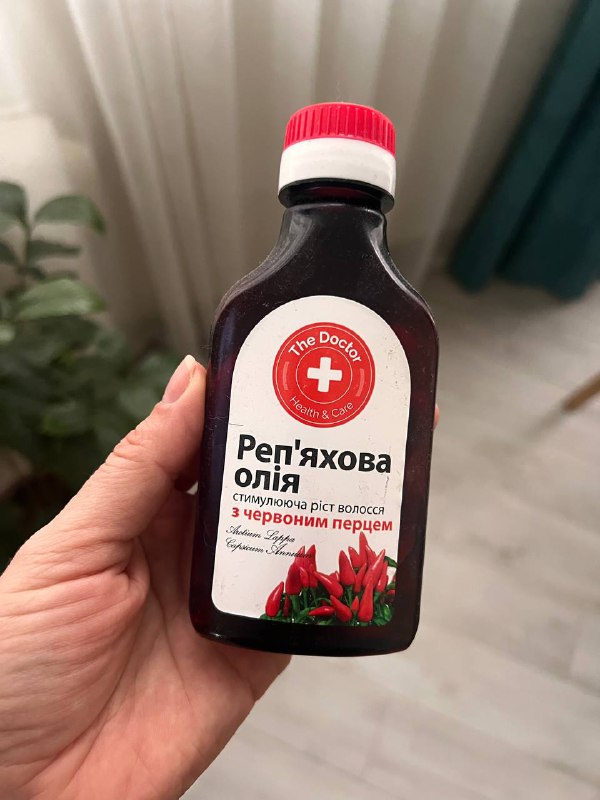 The Doctor
Health & Care
Реп'яхова
олія
стимулююча ріст волосся
з червоним перцем
Arctium Lappa
Capsicum Annuum